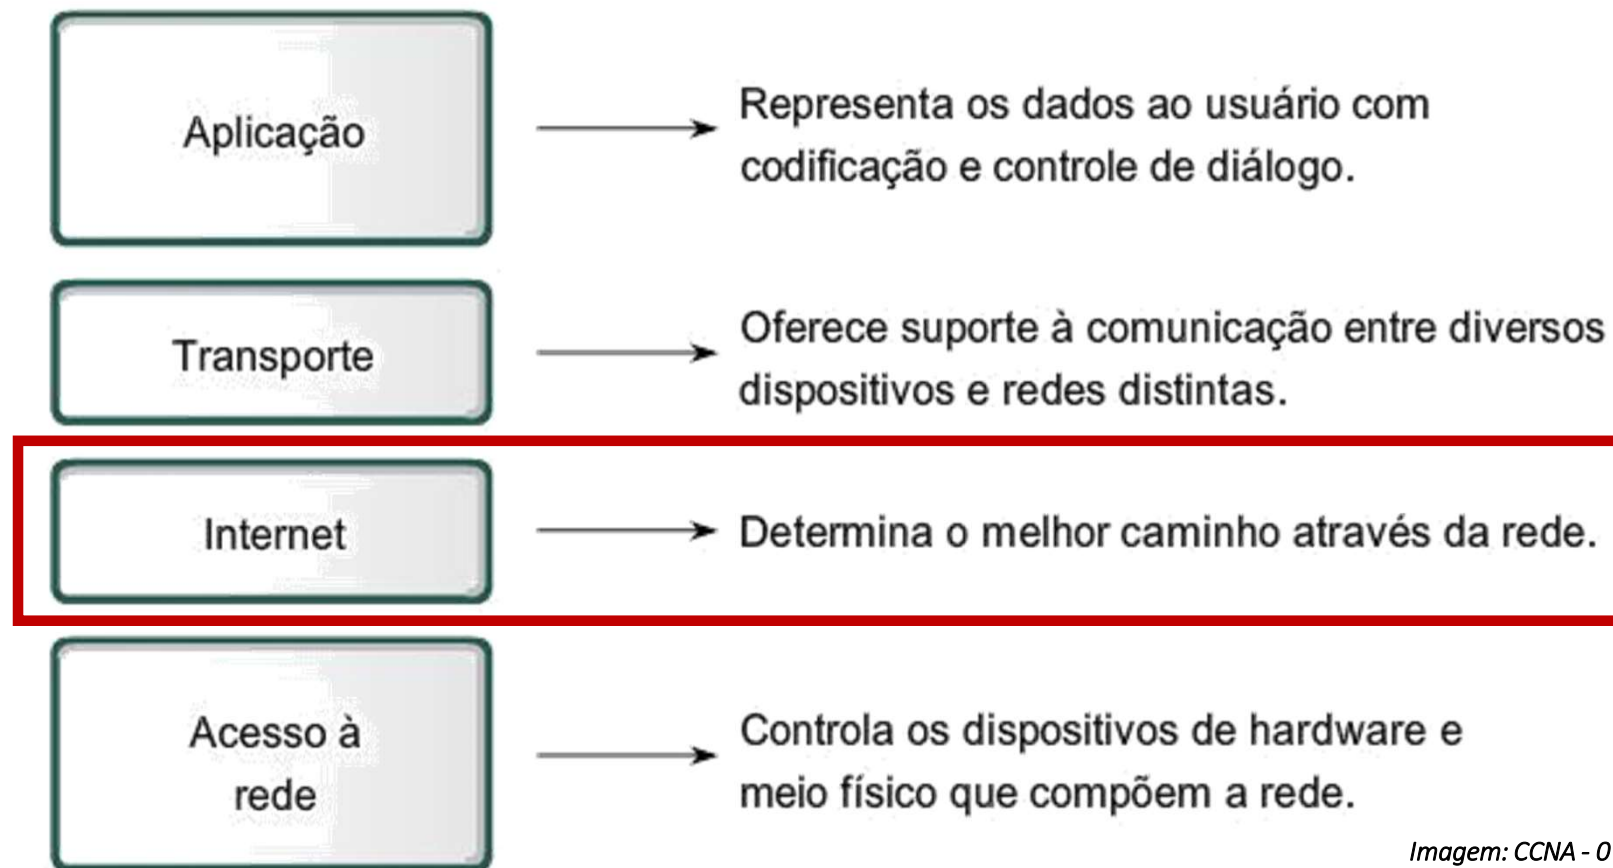 Aplicação
Representa os dados ao usuário com
codificação e controle de diálogo.
Transporte
Oferece suporte à comunicação entre diversos
dispositivos e redes distintas.
Internet
Determina o melhor caminho através da rede.
Acesso à
rede
Controla os dispositivos de hardware e
meio físico que compõem a rede.
Imagem: CCNA - 0